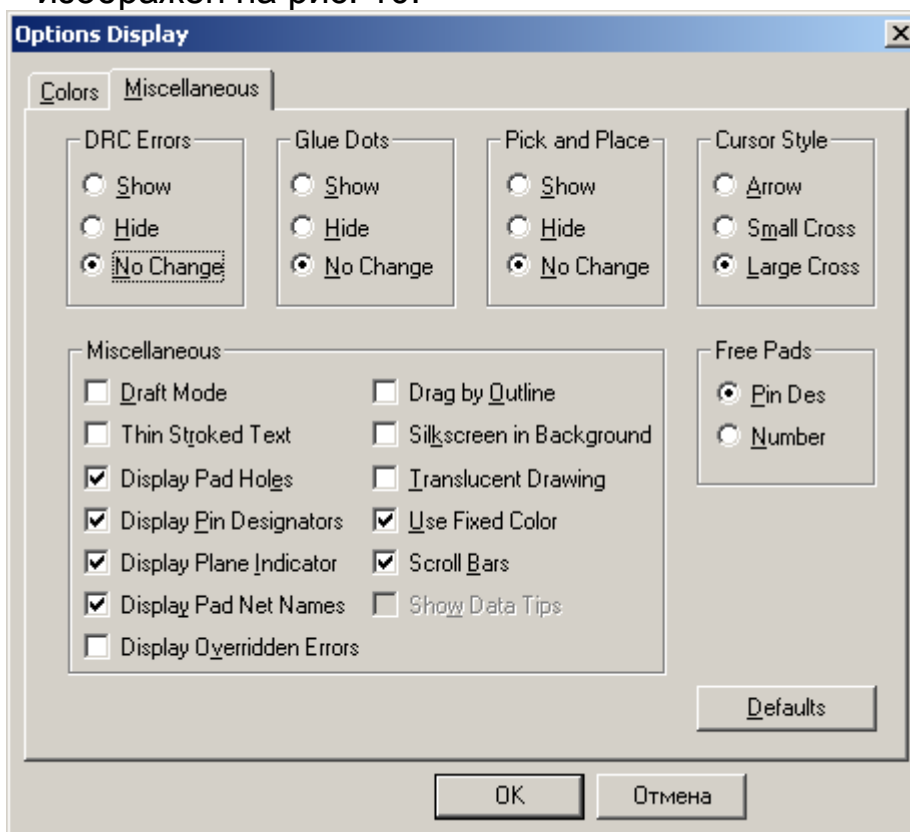 изображен на рис. 10.
Options Display
Colors Miscellaneous
DRC Errors Glue Dots Pick and Place Cursor Style
Show Show Show Arrow
Hide Hide Hide Small Cross
No Change No Change No Change Large Cross
Miscellaneous Free Pads
Draft Mode Drag by Outline Pin Des
Thin Stroked Text Silkscreen in Background Number
Display Pad Holes Translucent Drawing
Display Pin Designators Use Fixed Color
Display Plane Indicator Scroll Bars
Display Pad Net Names Show Data Tips
Display Overridden Errors
Defaults
OK Отмена